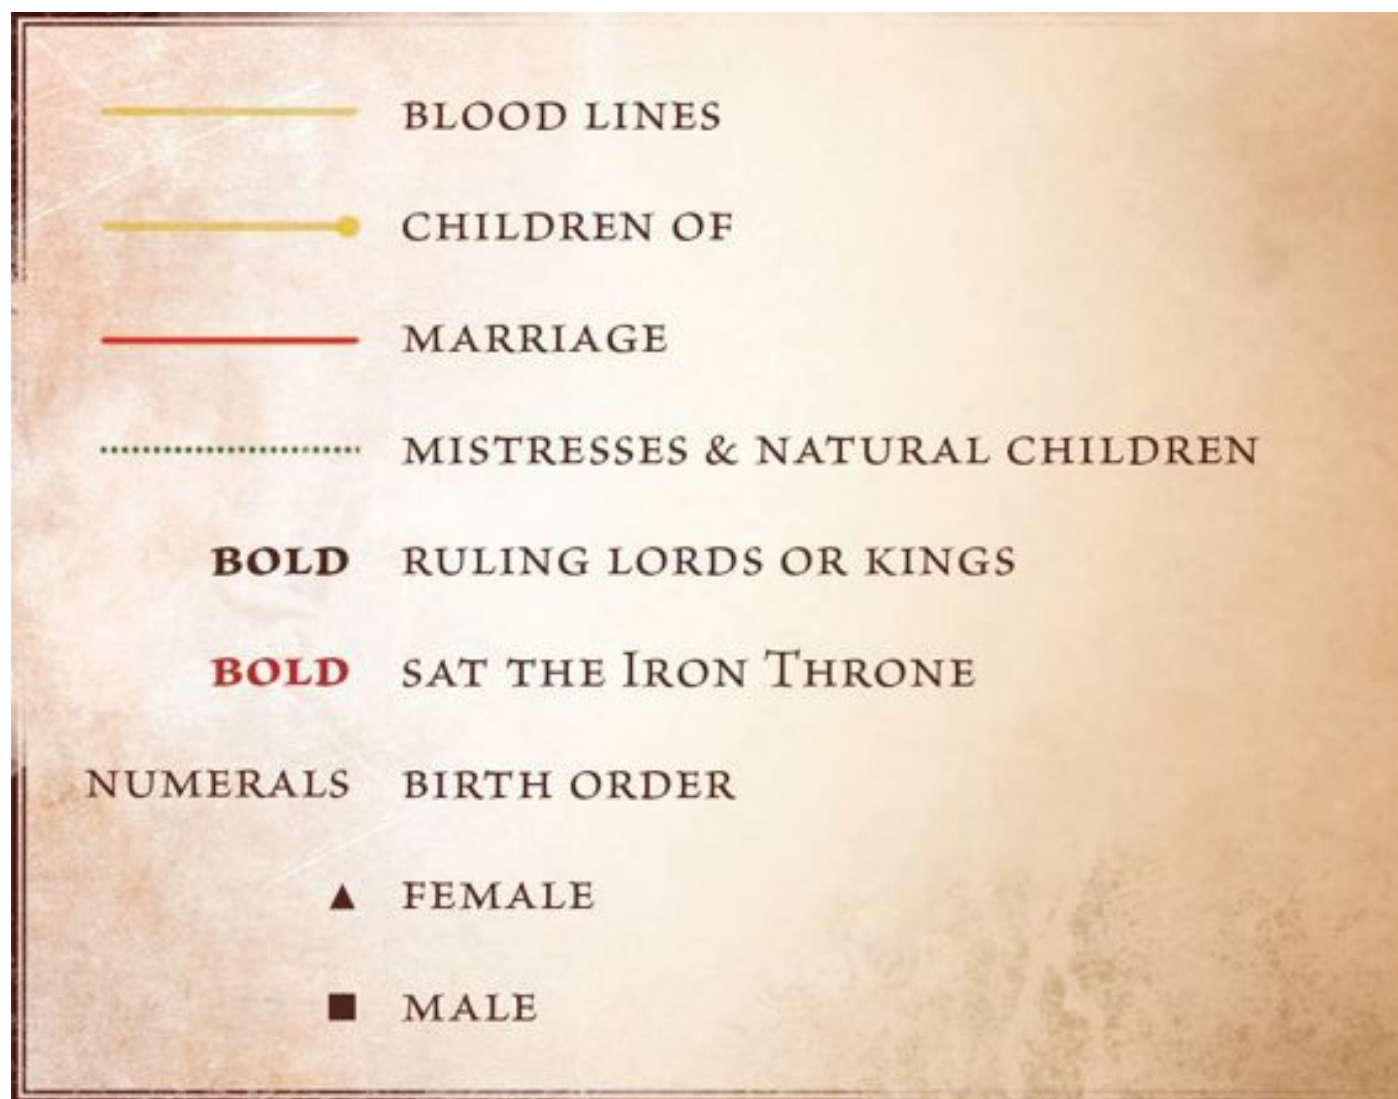 BLOOD LINES
CHILDREN OF
MARRIAGE
MISTRESSES & NATURAL CHILDREN
BOLD RULING LORDS OR KINGS
BOLD SAT THE IRON THRONE
NUMERALS BIRTH ORDER
FEMALE
MALE